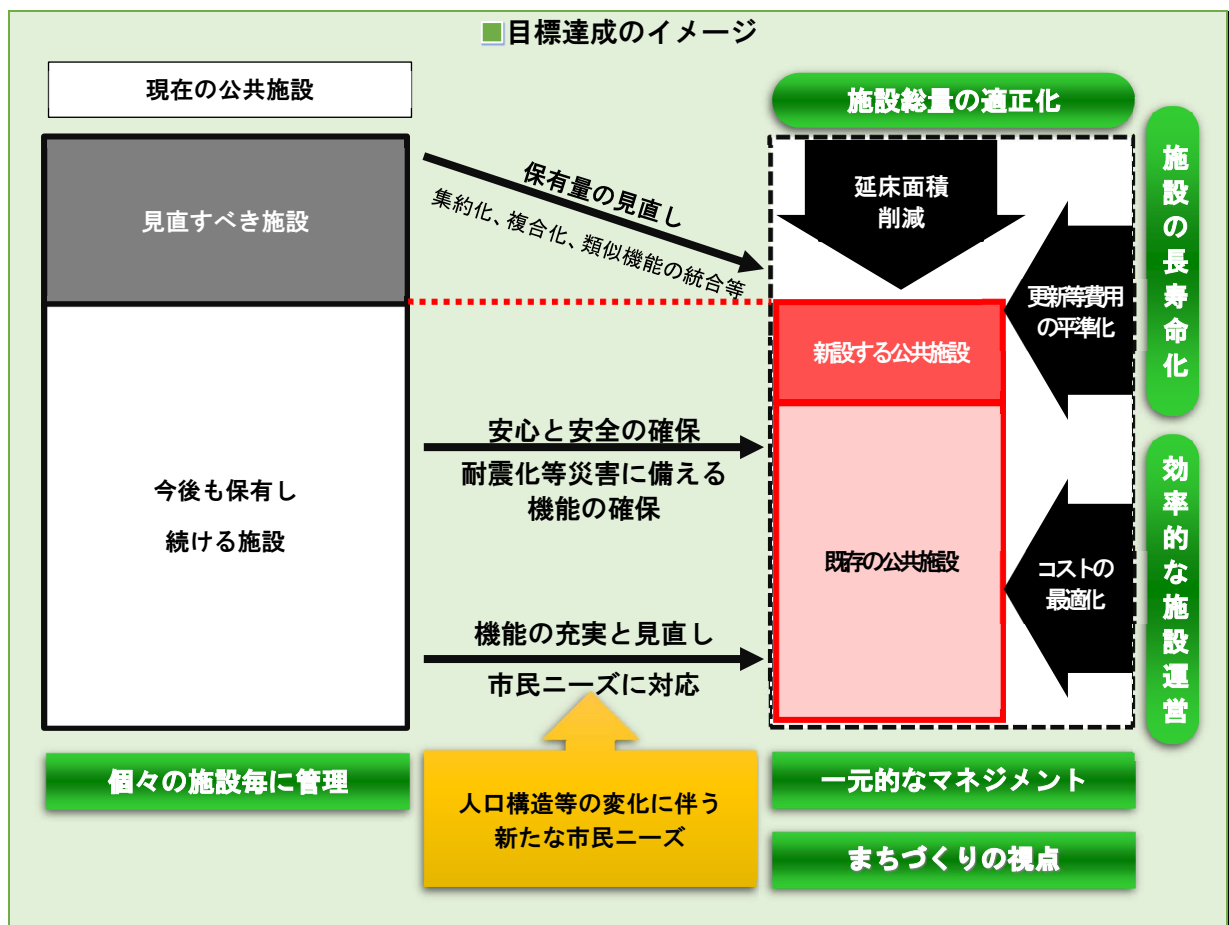 ■目標達成のイメージ
現在の公共施設
見直すべき施設
今後も保有し
続ける施設
個々の施設毎に管理
保有量の見直し
集約化、複合化、類似機能の統合等
安心と安全の確保
耐震化等災害に備える
機能の確保
機能の充実と見直し
市民ニーズに対応
人口構造等の変化に伴う
新たな市民ニーズ
施設総量の適正化
延床面積
削減
更新等費用
の平準化
新設する公共施設
既存の公共施設
コストの
最適化
一元的なマネジメント
まちづくりの視点
施設の長寿命化
効率的な施設運営